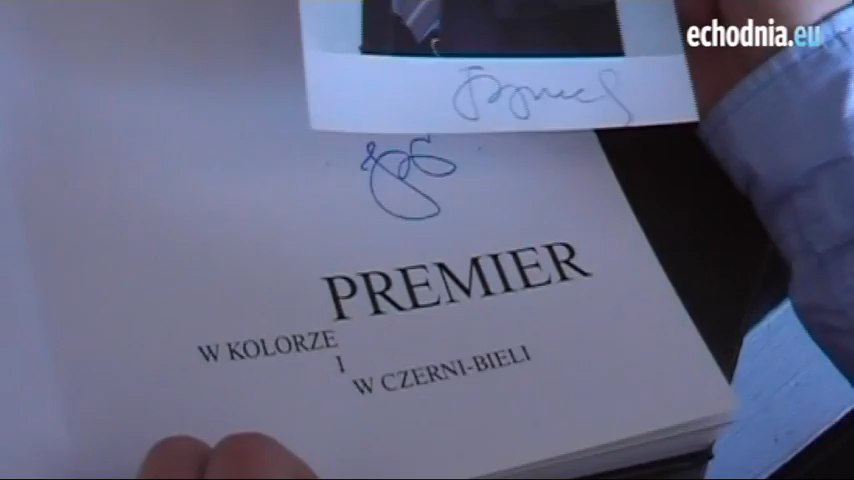 echodnia.eu
PREMIER
W KOLORZE
I
W CZERNI-BIELI